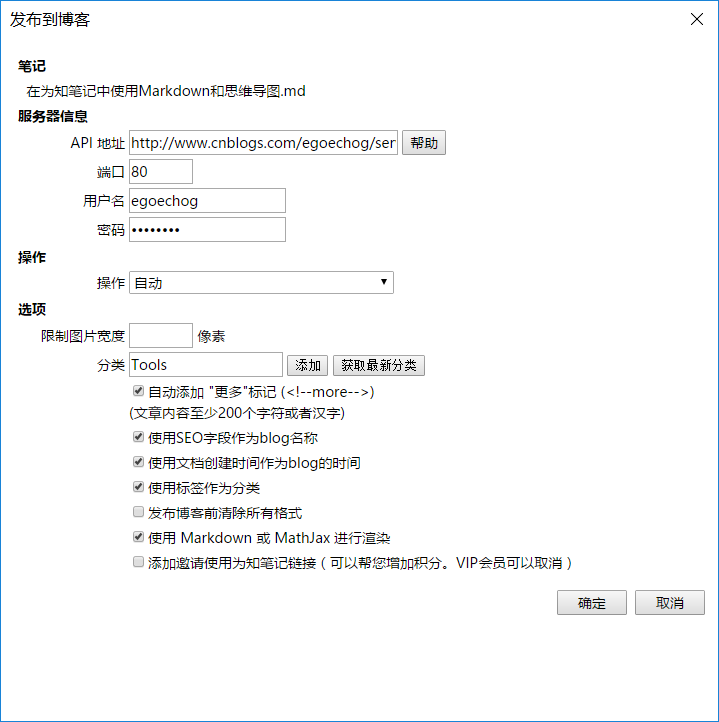 发布到博客
笔记
在为知笔记中使用Markdown和思维导图.md
服务器信息
API 地址 http://www.cnblogs.com/egoechog/ser 帮助
端口 80
用户名 egoechog
密码 ••••••••
操作
操作 自动
选项
限制图片宽度 像素
分类 Tools 添加 获取最新分类
自动添加 "更多"标记 (<!--more-->)
(文章内容至少200个字符或者汉字)
使用SEO字段作为blog名称
使用文档创建时间作为blog的时间
使用标签作为分类
发布博客前清除所有格式
使用 Markdown 或 MathJax 进行渲染
添加邀请使用为知笔记链接（可以帮您增加积分。VIP会员可以取消）
确定 取消